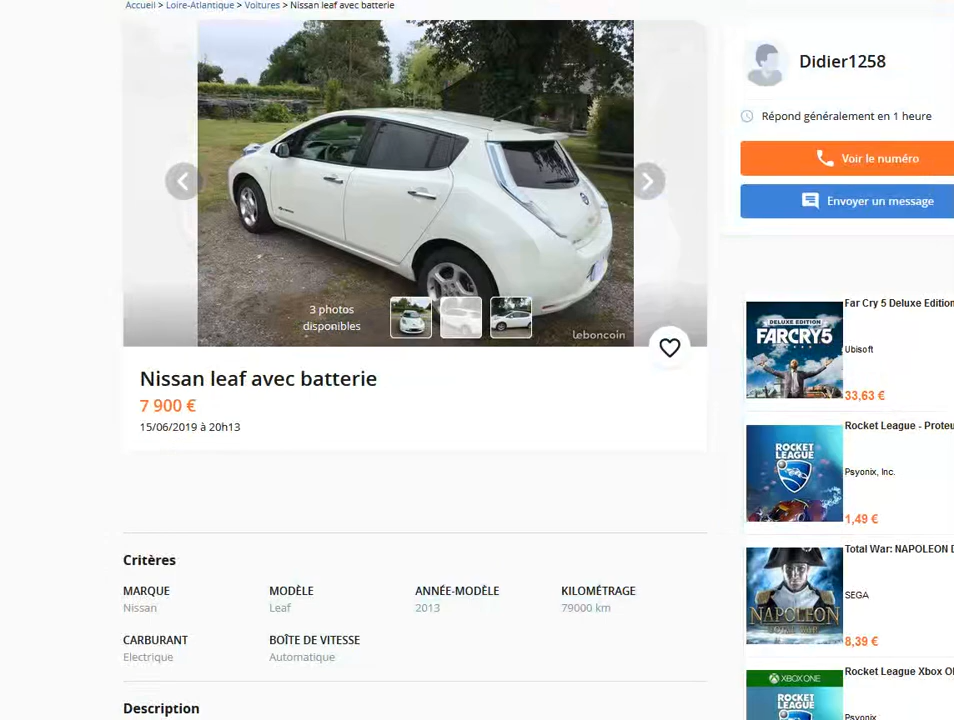 Accueil > Loire-Atlantique > Voitures > Nissan leaf avec batterie
3 photos
disponibles
leboncoin
Nissan leaf avec batterie
7 900 €
15/06/2019 à 20h13
Critères
MARQUE
Nissan
MODÈLE
Leaf
ANNÉE-MODÈLE
2013
KILOMÉTRAGE
79000 km
CARBURANT
Electrique
BOÎTE DE VITESSE
Automatique
Description
Didier1258
Répond généralement en 1 heure
Voir le numéro
Envoyer un message
DELUXE EDITION
FARCRY5
Far Cry 5 Deluxe Edition
Ubisoft
33,63 €
ROCKET
LEAGUE
Rocket League - Proteu
Psyonix, Inc.
1,49 €
NAPOLEON
TOTAL WAR
Total War: NAPOLEON D
SEGA
8,39 €
XBOX ONE
ROCKET
LEAGUE
Rocket League Xbox O
Psyonix